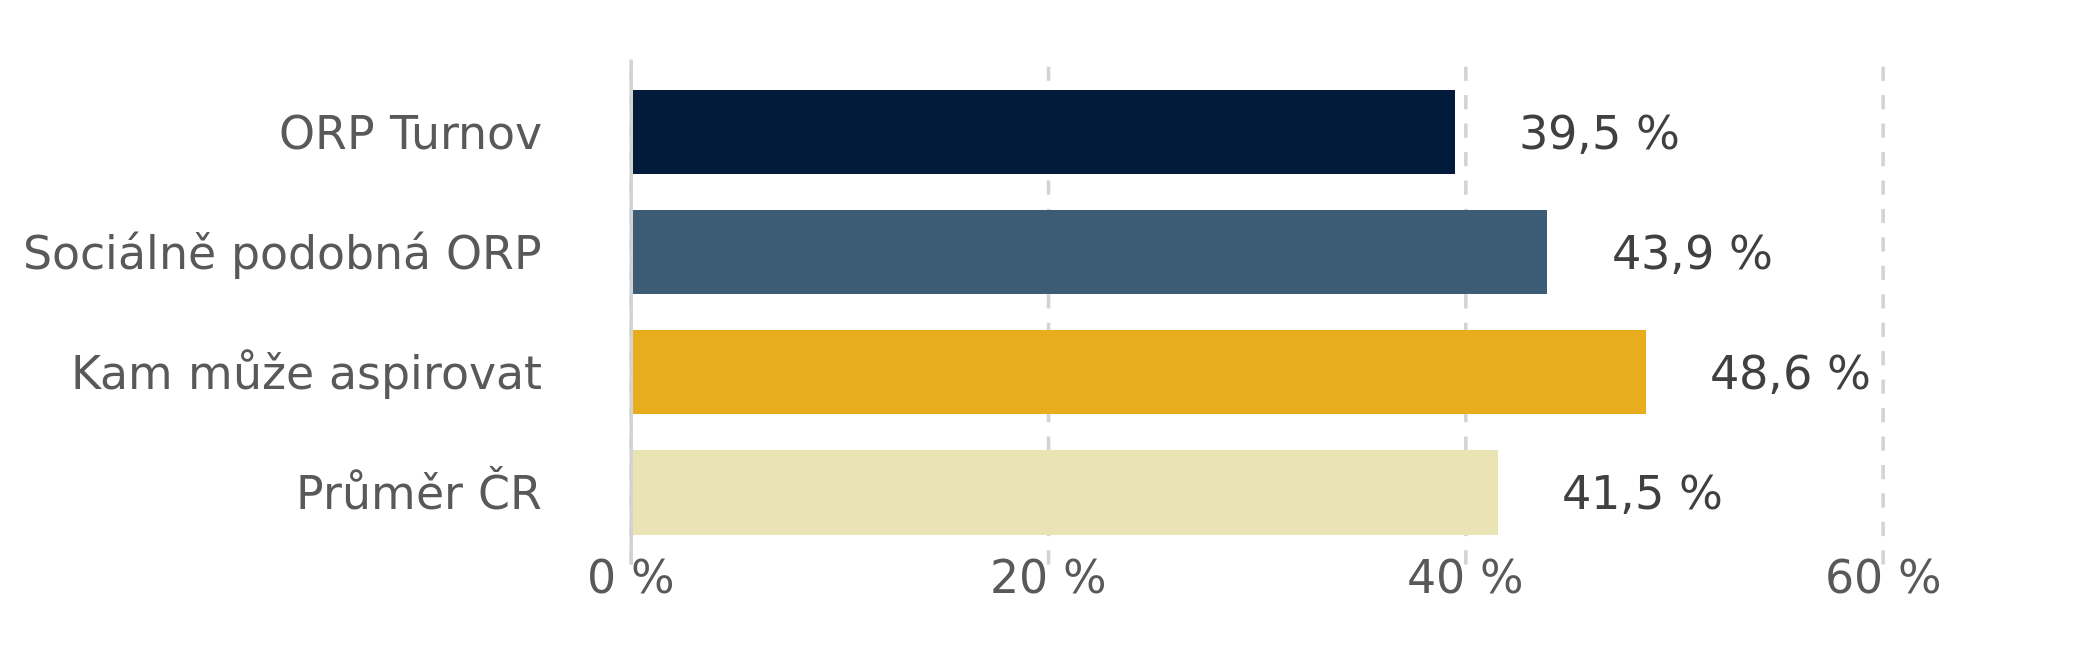 ORP Turnov
39,5 %
Sociálně podobná ORP
43,9 %
Kam může aspirovat
48,6 %
Průměr ČR
41,5 %
0 %
20 %
40 %
60 %